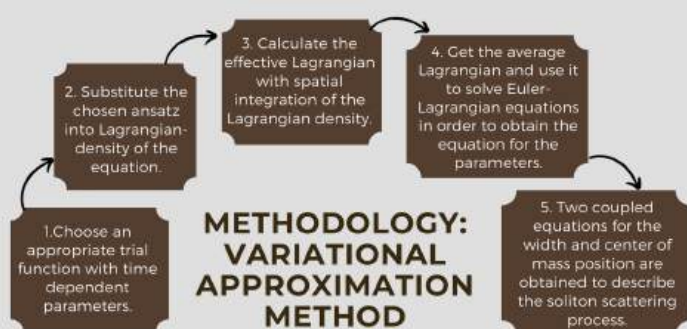 1.Choose an
appropriate trial
function with time
dependent
parameters.
2. Substitute the
chosen ansatz
into Lagrangian-
density of the
equation.
3. Calculate the
effective Lagrangian
with spatial
integration of the
Lagrangian density.
4. Get the average
Lagrangian and use it
to solve Euler-
Lagrangian equations
in order to obtain the
equation for the
parameters.
5. Two coupled
equations for the
width and center of
mass position are
obtained to describe
the soliton scattering
process.
METHODOLOGY:
VARIATIONAL
APPROXIMATION
METHOD